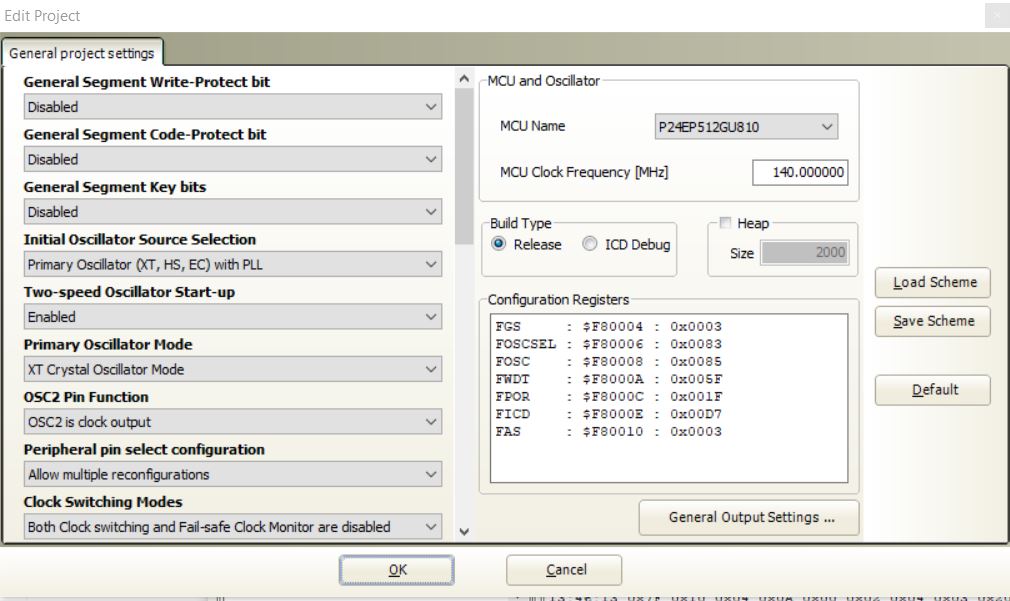 Edit Project
General project settings
General Segment Write-Protect bit
Disabled
General Segment Code-Protect bit
Disabled
General Segment Key bits
Disabled
Initial Oscillator Source Selection
Primary Oscillator (XT, HS, EC) with PLL
Two-speed Oscillator Start-up
Enabled
Primary Oscillator Mode
XT Crystal Oscillator Mode
OSC2 Pin Function
OSC2 is clock output
Peripheral pin select configuration
Allow multiple reconfigurations
Clock Switching Modes
Both Clock switching and Fail-safe Clock Monitor are disabled
MCU and Oscillator
MCU Name P24EP512GU810
MCU Clock Frequency [MHz] 140.000000
Build Type
Release ICD Debug
Heap
Size 2000
Configuration Registers
FGS : $F80004 : 0x0003
FOSCSEL : $F80006 : 0x0083
FOSC : $F80008 : 0x0085
FWDT : $F8000A : 0x005F
FPOR : $F8000C : 0x001F
FICD : $F8000E : 0x00D7
FAS : $F80010 : 0x0003
General Output Settings ...
Load Scheme
Save Scheme
Default
OK
Cancel